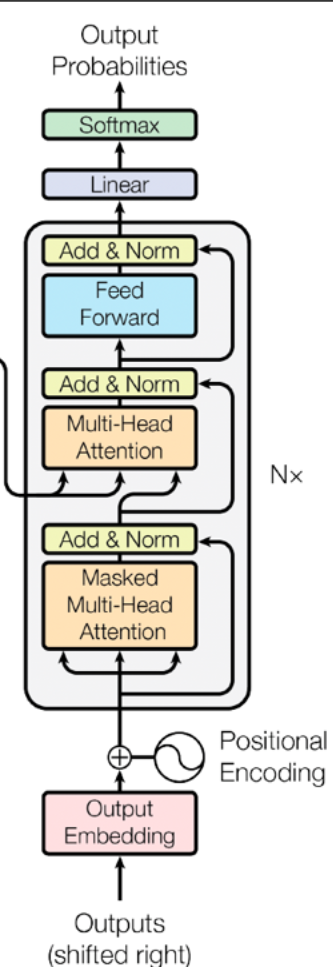 Output
Probabilities
Softmax
Linear
Add & Norm
Feed
Forward
Add & Norm
Multi-Head
Attention
N×
Add & Norm
Masked
Multi-Head
Attention
Positional
Encoding
Output
Embedding
Outputs
(shifted right)